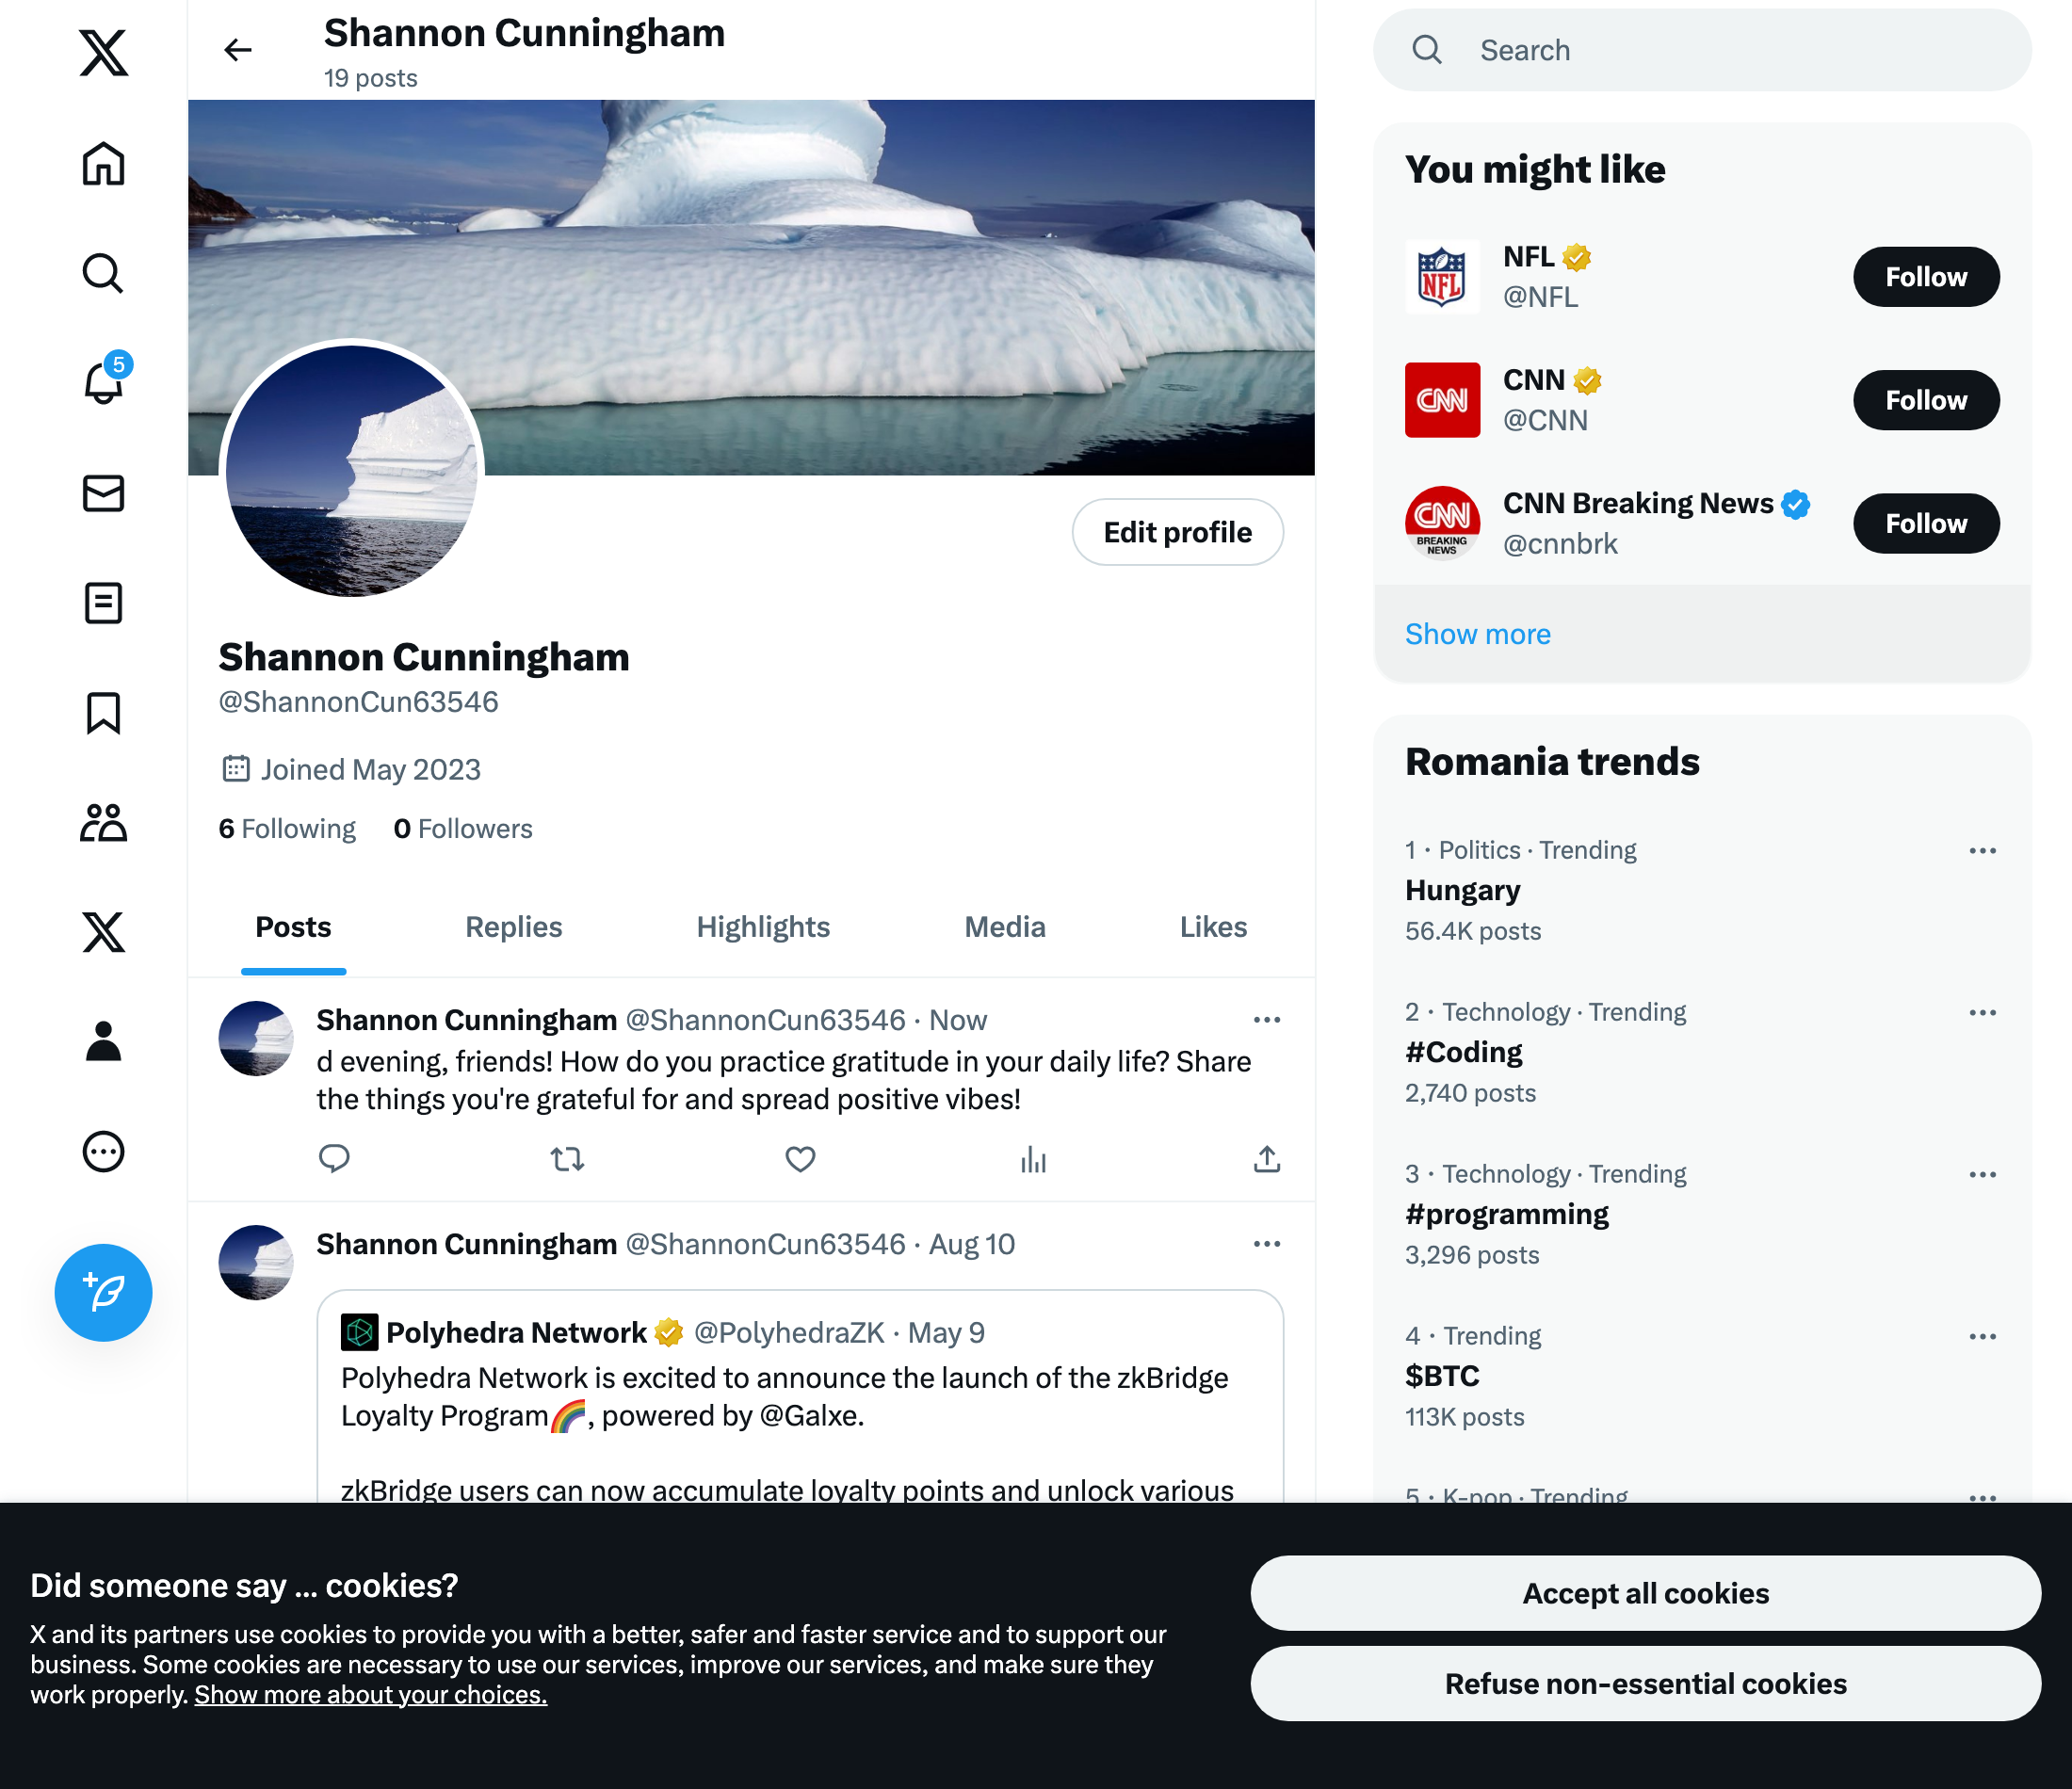 Shannon Cunningham
19 posts
5
Edit profile
Shannon Cunningham
@ShannonCun63546
Joined May 2023
6 Following 0 Followers
Posts Replies Highlights Media Likes
Shannon Cunningham @ShannonCun63546 · Now
d evening, friends! How do you practice gratitude in your daily life? Share
the things you're grateful for and spread positive vibes!
Shannon Cunningham @ShannonCun63546 · Aug 10
Polyhedra Network @PolyhedraZK · May 9
Polyhedra Network is excited to announce the launch of the zkBridge
Loyalty Program🌈, powered by @Galxe.
zkBridge users can now accumulate loyalty points and unlock various
Search
You might like
NFL
NFL
@NFL
Follow
CNN
CNN
@CNN
Follow
CNN
BREAKING
NEWS
CNN Breaking News
@cnnbrk
Follow
Show more
Romania trends
1 · Politics · Trending
Hungary
56.4K posts
2 · Technology · Trending
#Coding
2,740 posts
3 · Technology · Trending
#programming
3,296 posts
4 · Trending
$BTC
113K posts
5 · K-pop · Trending
Did someone say … cookies?
X and its partners use cookies to provide you with a better, safer and faster service and to support our
business. Some cookies are necessary to use our services, improve our services, and make sure they
work properly. Show more about your choices.
Accept all cookies
Refuse non-essential cookies